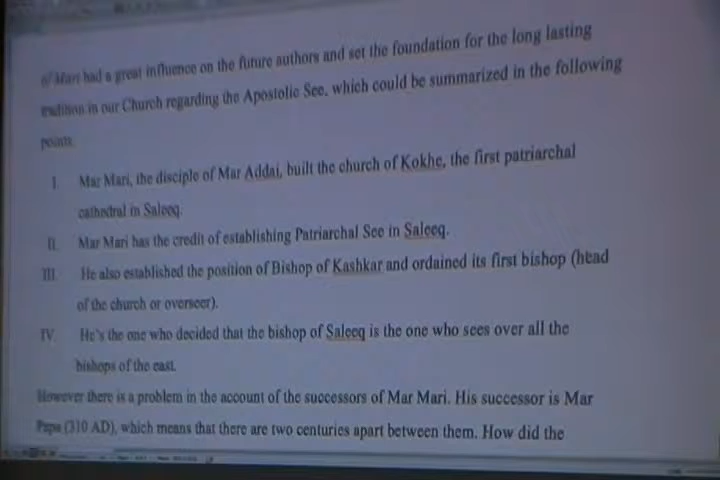 of Mari had a great influence on the future authors and set the foundation for the long lasting
tradition in our Church regarding the Apostolic See, which could be summarized in the following
points:
I. Mar Mari, the disciple of Mar Addai, built the church of Kokhe, the first patriarchal
cathedral in Saleeq.
II. Mar Mari has the credit of establishing Patriarchal See in Saleeq.
III. He also established the position of Bishop of Kashkar and ordained its first bishop (head
of the church or overseer).
IV. He's the one who decided that the bishop of Saleeq is the one who sees over all the
bishops of the east.
However there is a problem in the account of the successors of Mar Mari. His successor is Mar
Papa (310 AD), which means that there are two centuries apart between them. How did the